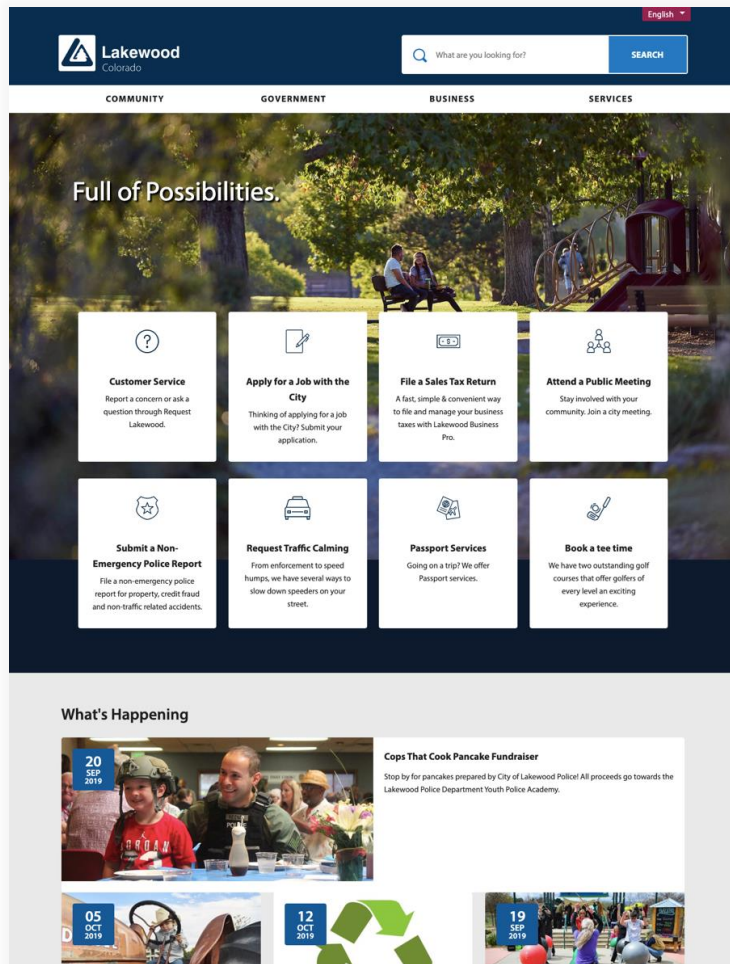 English
Lakewood
Colorado
What are you looking for?
SEARCH
COMMUNITY
GOVERNMENT
BUSINESS
SERVICES
Full of Possibilities.
Customer Service
Report a concern or ask a
question through Request
Lakewood.
Apply for a Job with the
City
Thinking of applying for a job
with the City? Submit your
application.
File a Sales Tax Return
A fast, simple & convenient way
to file and manage your business
taxes with Lakewood Business
Pro.
Attend a Public Meeting
Stay involved with your
community. Join a city meeting.
Submit a Non-
Emergency Police Report
File a non-emergency police
report for property, credit fraud
and non-traffic related accidents.
Request Traffic Calming
From enforcement to speed
humps, we have several ways to
slow down speeders on your
street.
Passport Services
Going on a trip? We offer
Passport services.
Book a tee time
We have two outstanding golf
courses that offer golfers of
every level an exciting
experience.
What's Happening
20
SEP
2019
JORDAN
POLICE
Cops That Cook Pancake Fundraiser
Stop by for pancakes prepared by City of Lakewood Police! All proceeds go towards the
Lakewood Police Department Youth Police Academy.
05
OCT
2019
12
OCT
2019
19
SEP
2019